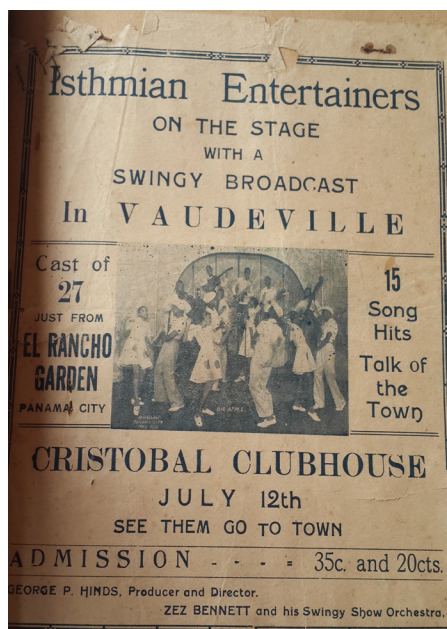 Isthmian Entertainers
ON THE STAGE
WITH A
SWINGY BROADCAST
In VAUDEVILLE
Cast of
27
JUST FROM
EL RANCHO
GARDEN
PANAMA CITY
15
Song
Hits
Talk of
the
Town
BIG APPLE
CRISTOBAL CLUBHOUSE
JULY 12th
SEE THEM GO TO TOWN
ADMISSION - - - - 35c. and 20cts.
GEORGE P. HINDS, Producer and Director.
ZEZ BENNETT and his Swingy Show Orchestra.